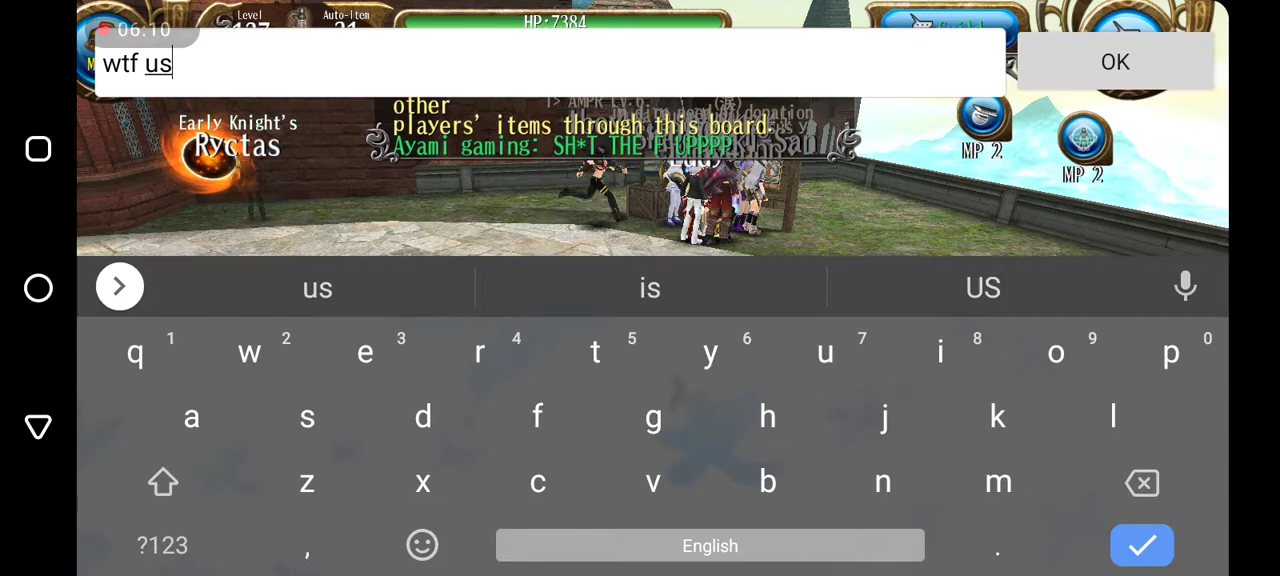 Level
Auto-Item
HP:7384
06:10
wtf us
OK
other
players' items through this board.
Ayami gaming: SH*T THE F UPPPP
Early Knight's
Ryctas
MP 2
MP 2
us
is
US
q 1 w 2 e 3 r 4 t 5 y 6 u 7 i 8 o 9 p 0
a s d f g h j k l
z x c v b n m
?123 , English .